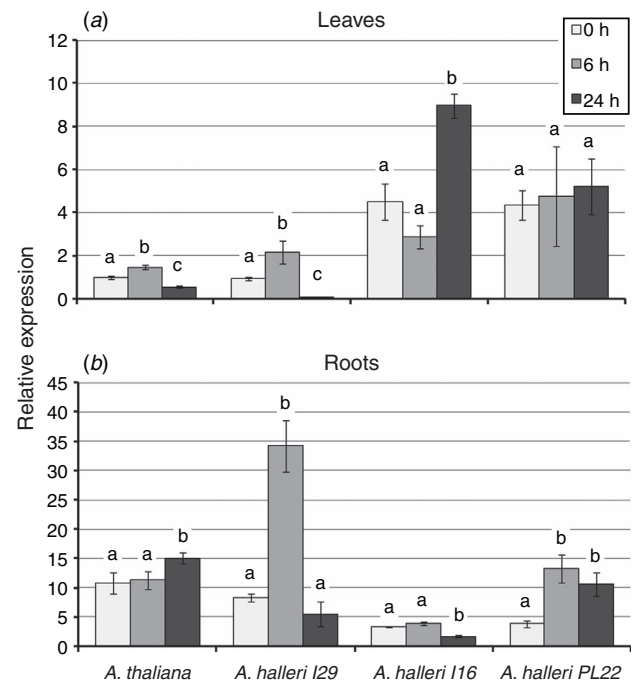 (a) Leaves
12
10
8
6
4
2
0
0 h
6 h
24 h
a b c
a b c
a a b
a a a
Relative expression
(b) Roots
45
40
35
30
25
20
15
10
5
0
a a b
a b a
a a b
a b b
A. thaliana A. halleri I29 A. halleri I16 A. halleri PL22